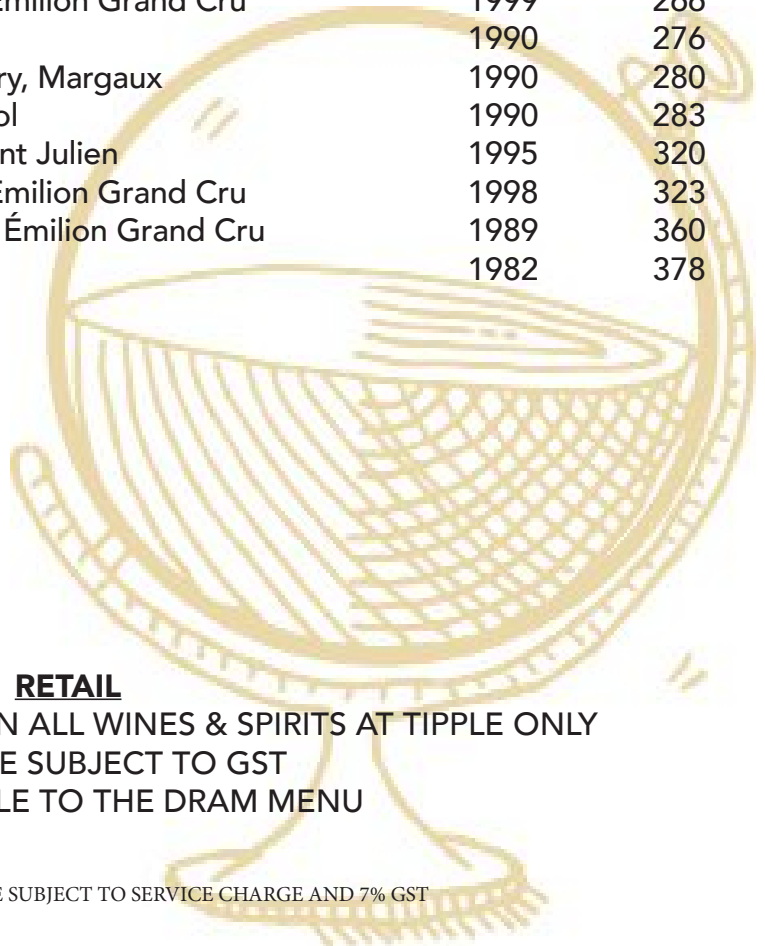 Émilion Grand Cru 1999 266
1990 276
ry, Margaux 1990 280
ol 1990 283
nt Julien 1995 320
Émilion Grand Cru 1998 323
Émilion Grand Cru 1989 360
1982 378
RETAIL
N ALL WINES & SPIRITS AT TIPPLE ONLY
E SUBJECT TO GST
LE TO THE DRAM MENU
E SUBJECT TO SERVICE CHARGE AND 7% GST